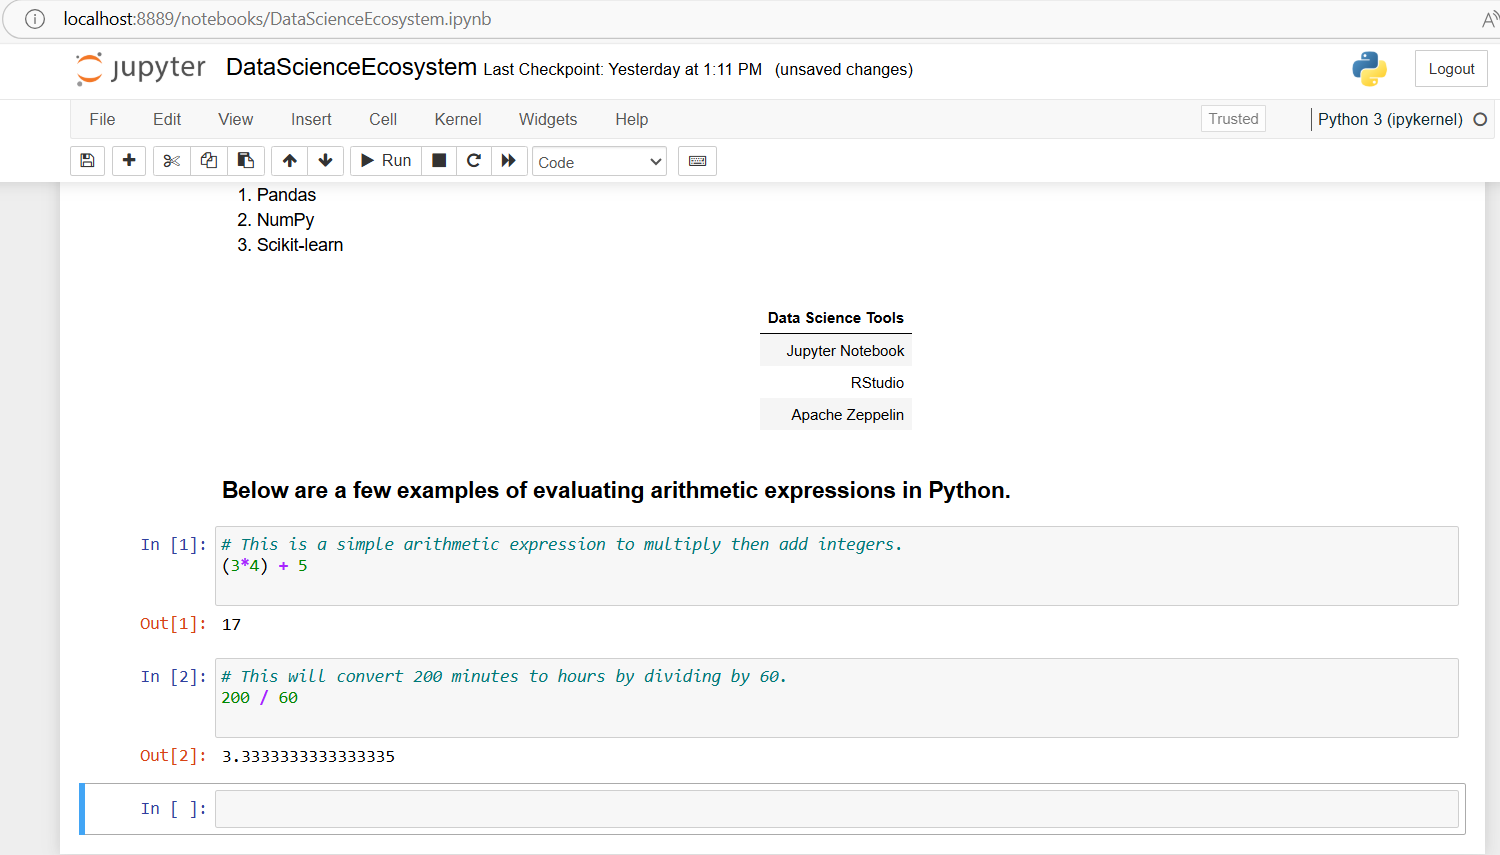 localhost:8889/notebooks/DataScienceEcosystem.ipynb
jupyter DataScienceEcosystem Last Checkpoint: Yesterday at 1:11 PM (unsaved changes) Logout
File Edit View Insert Cell Kernel Widgets Help Trusted Python 3 (ipykernel)
Run Code
1. Pandas
2. NumPy
3. Scikit-learn
Data Science Tools
Jupyter Notebook
RStudio
Apache Zeppelin
Below are a few examples of evaluating arithmetic expressions in Python.
In [1]: # This is a simple arithmetic expression to multiply then add integers.
(3*4) + 5
Out[1]: 17
In [2]: # This will convert 200 minutes to hours by dividing by 60.
200 / 60
Out[2]: 3.3333333333333335
In [ ]: